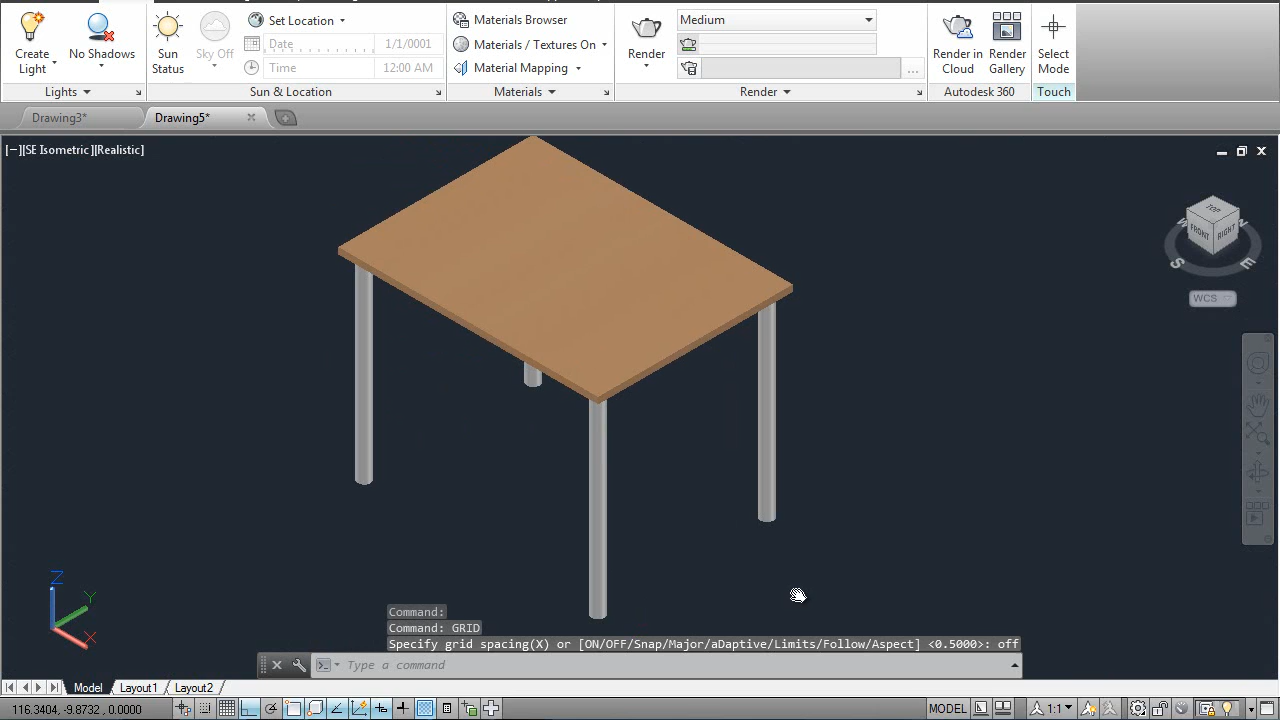 Set Location
Materials Browser
Medium
Create Light
No Shadows
Sun Status
Sky Off
Date
1/1/0001
Time
12:00 AM
Materials / Textures On
Material Mapping
Render
...
Render in Cloud
Render Gallery
Select Mode
Lights
Sun & Location
Materials
Render
Autodesk 360
Touch
Drawing3*
Drawing5*
[−][SE Isometric][Realistic]
TOP
FRONT
RIGHT
W
N
S
E
WCS
Z
Y
X
Command:
Command: GRID
Specify grid spacing(X) or [ON/OFF/Snap/Major/aDaptive/Limits/Follow/Aspect] <0.5000>: off
Type a command
Model
Layout1
Layout2
116.3404, -9.8732, 0.0000
MODEL
1:1